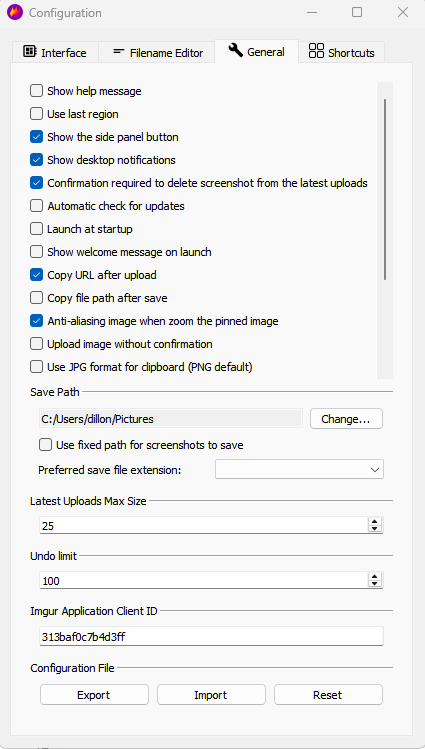 Configuration
Interface Filename Editor General Shortcuts
Show help message
Use last region
Show the side panel button
Show desktop notifications
Confirmation required to delete screenshot from the latest uploads
Automatic check for updates
Launch at startup
Show welcome message on launch
Copy URL after upload
Copy file path after save
Anti-aliasing image when zoom the pinned image
Upload image without confirmation
Use JPG format for clipboard (PNG default)
Save Path
C:/Users/dillon/Pictures Change...
Use fixed path for screenshots to save
Preferred save file extension:
Latest Uploads Max Size
25
Undo limit
100
Imgur Application Client ID
313baf0c7b4d3ff
Configuration File
Export Import Reset